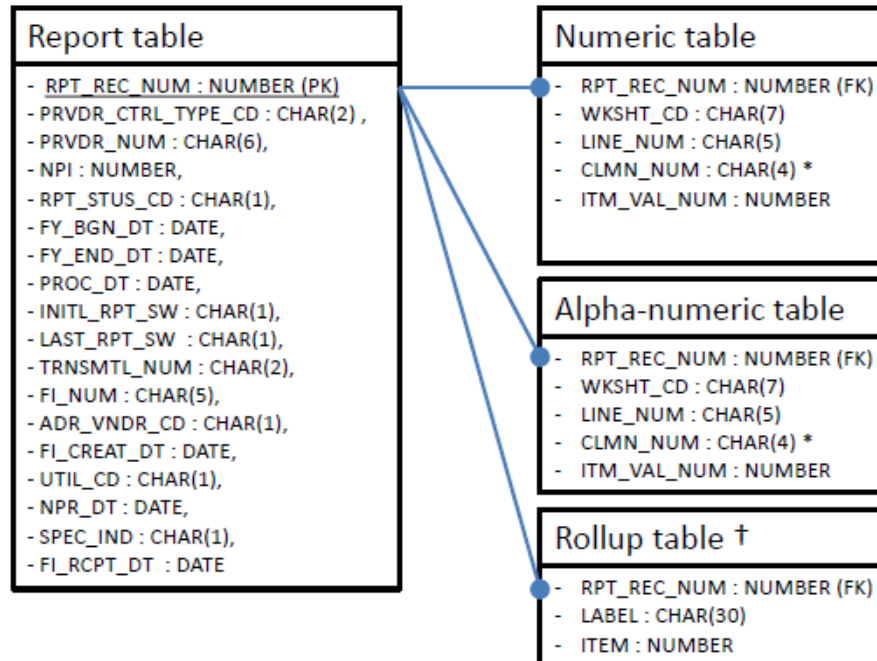 Report table
- RPT_REC_NUM : NUMBER (PK)
- PRVDR_CTRL_TYPE_CD : CHAR(2) ,
- PRVDR_NUM : CHAR(6),
- NPI : NUMBER,
- RPT_STUS_CD : CHAR(1),
- FY_BGN_DT : DATE,
- FY_END_DT : DATE,
- PROC_DT : DATE,
- INITL_RPT_SW : CHAR(1),
- LAST_RPT_SW : CHAR(1),
- TRNSMTL_NUM : CHAR(2),
- FI_NUM : CHAR(5),
- ADR_VNDR_CD : CHAR(1),
- FI_CREAT_DT : DATE,
- UTIL_CD : CHAR(1),
- NPR_DT : DATE,
- SPEC_IND : CHAR(1),
- FI_RCPT_DT : DATE
Numeric table
- RPT_REC_NUM : NUMBER (FK)
- WKSHT_CD : CHAR(7)
- LINE_NUM : CHAR(5)
- CLMN_NUM : CHAR(4) *
- ITM_VAL_NUM : NUMBER
Alpha-numeric table
- RPT_REC_NUM : NUMBER (FK)
- WKSHT_CD : CHAR(7)
- LINE_NUM : CHAR(5)
- CLMN_NUM : CHAR(4) *
- ITM_VAL_NUM : NUMBER
Rollup table †
- RPT_REC_NUM : NUMBER (FK)
- LABEL : CHAR(30)
- ITEM : NUMBER